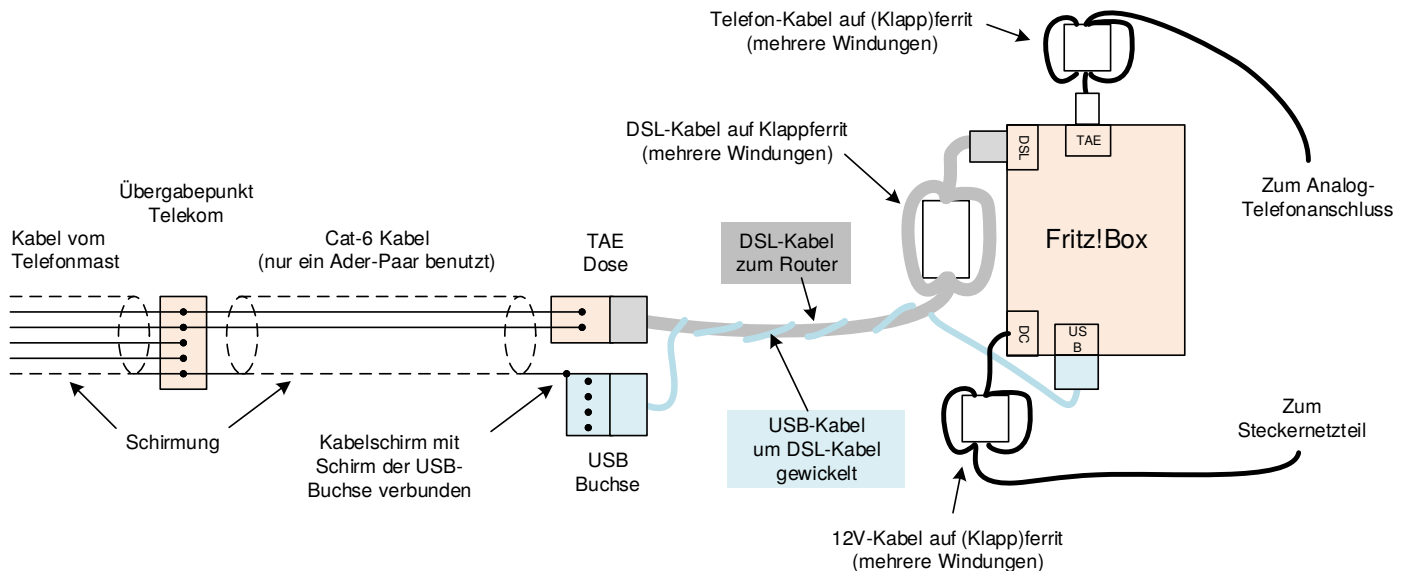 Telefon-Kabel auf (Klapp)ferrit
(mehrere Windungen)
DSL-Kabel auf Klappferrit
(mehrere Windungen)
DSL
TAE
Zum Analog-
Telefonanschluss
Übergabepunkt
Telekom
Kabel vom
Telefonmast
Cat-6 Kabel
(nur ein Ader-Paar benutzt)
TAE
Dose
DSL-Kabel
zum Router
Fritz!Box
DC
US
B
Schirmung
Kabelschirm mit
Schirm der USB-
Buchse verbunden
USB
Buchse
USB-Kabel
um DSL-Kabel
gewickelt
Zum
Steckernetzteil
12V-Kabel auf (Klapp)ferrit
(mehrere Windungen)